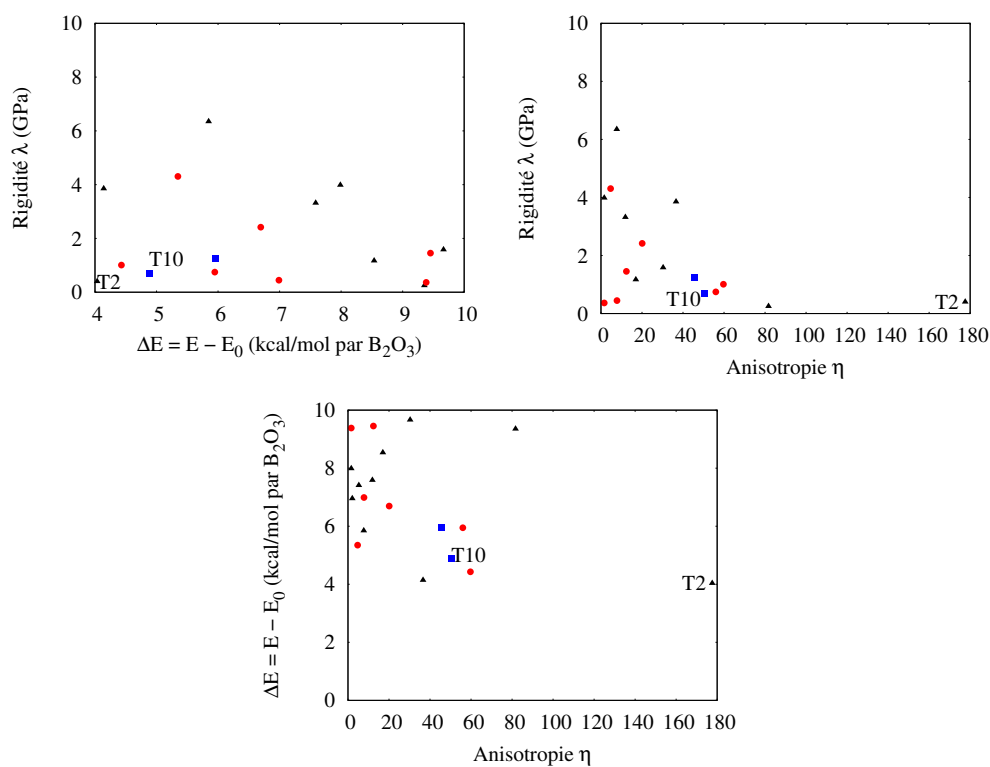 10
8
6
4
2
0
Rigidité λ (GPa)
T2
T10
4 5 6 7 8 9 10
ΔE = E − E₀ (kcal/mol par B₂O₃)
10
8
6
4
2
0
Rigidité λ (GPa)
T10
T2
0 20 40 60 80 100 120 140 160 180
Anisotropie η
10
8
6
4
2
0
ΔE = E − E₀ (kcal/mol par B₂O₃)
T10
T2
0 20 40 60 80 100 120 140 160 180
Anisotropie η